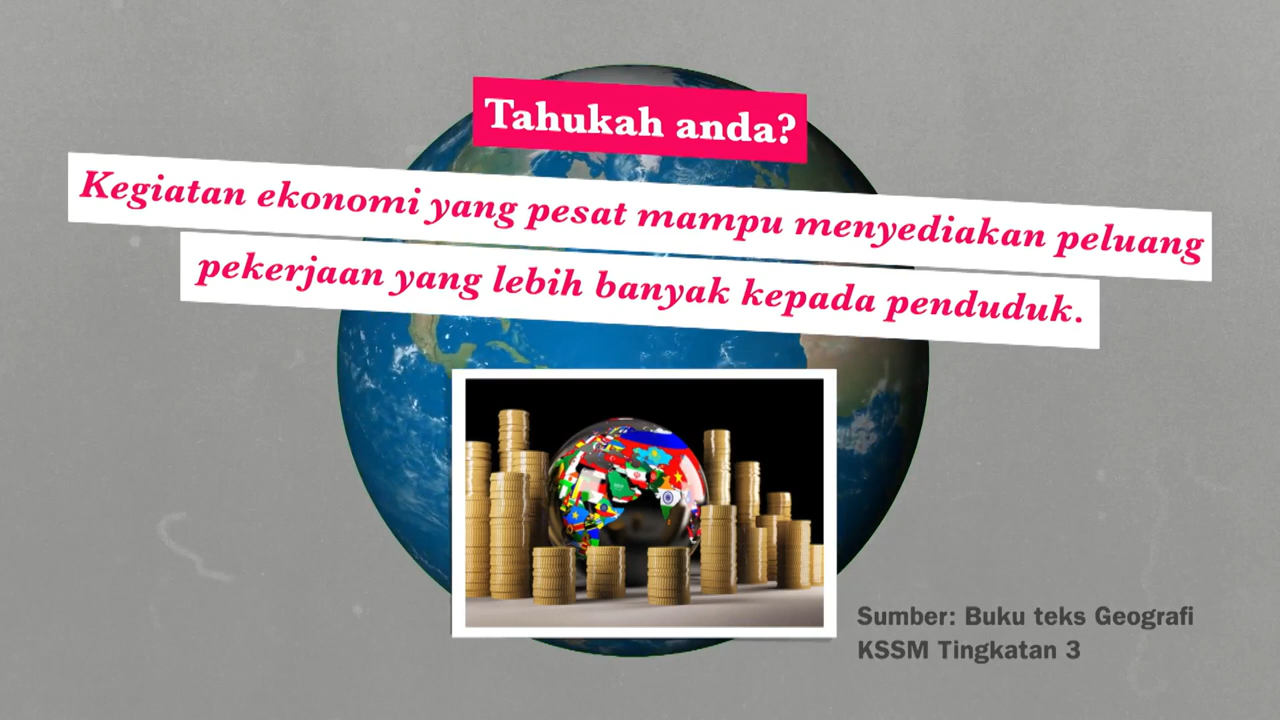 Tahukah anda?
Kegiatan ekonomi yang pesat mampu menyediakan peluang
pekerjaan yang lebih banyak kepada penduduk.
Sumber: Buku teks Geografi
KSSM Tingkatan 3